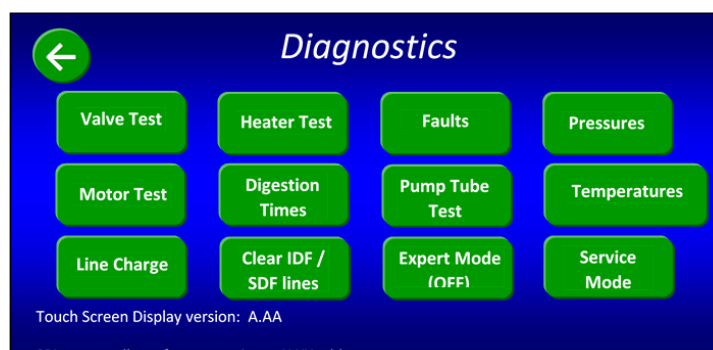 Diagnostics
Valve Test
Heater Test
Faults
Pressures
Motor Test
Digestion
Times
Pump Tube
Test
Temperatures
Line Charge
Clear IDF /
SDF lines
Expert Mode
(OFF)
Service
Mode
Touch Screen Display version: A.AA